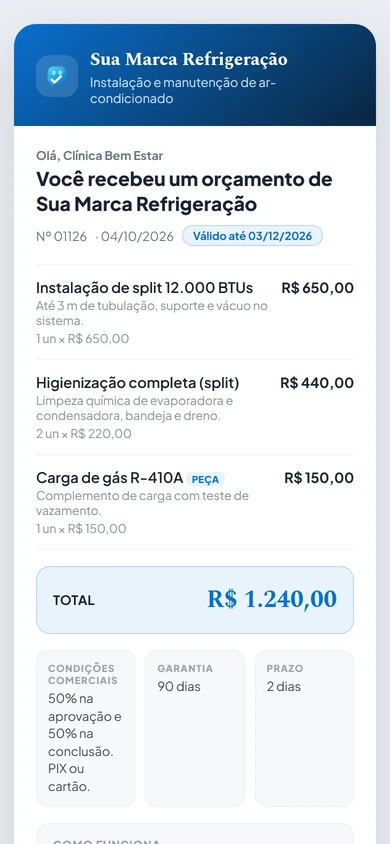 Sua Marca Refrigeração
Instalação e manutenção de ar-
condicionado
Olá, Clínica Bem Estar
Você recebeu um orçamento de
Sua Marca Refrigeração
Nº 01126 · 04/10/2026 Válido até 03/12/2026
Instalação de split 12.000 BTUs R$ 650,00
Até 3 m de tubulação, suporte e vácuo no
sistema.
1 un × R$ 650,00
Higienização completa (split) R$ 440,00
Limpeza química de evaporadora e
condensadora, bandeja e dreno.
2 un × R$ 220,00
Carga de gás R-410A PEÇA R$ 150,00
Complemento de carga com teste de
vazamento.
1 un × R$ 150,00
TOTAL R$ 1.240,00
CONDIÇÕES
COMERCIAIS
50% na
aprovação e
50% na
conclusão.
PIX ou
cartão.
GARANTIA
90 dias
PRAZO
2 dias
COMO FUNCIONA